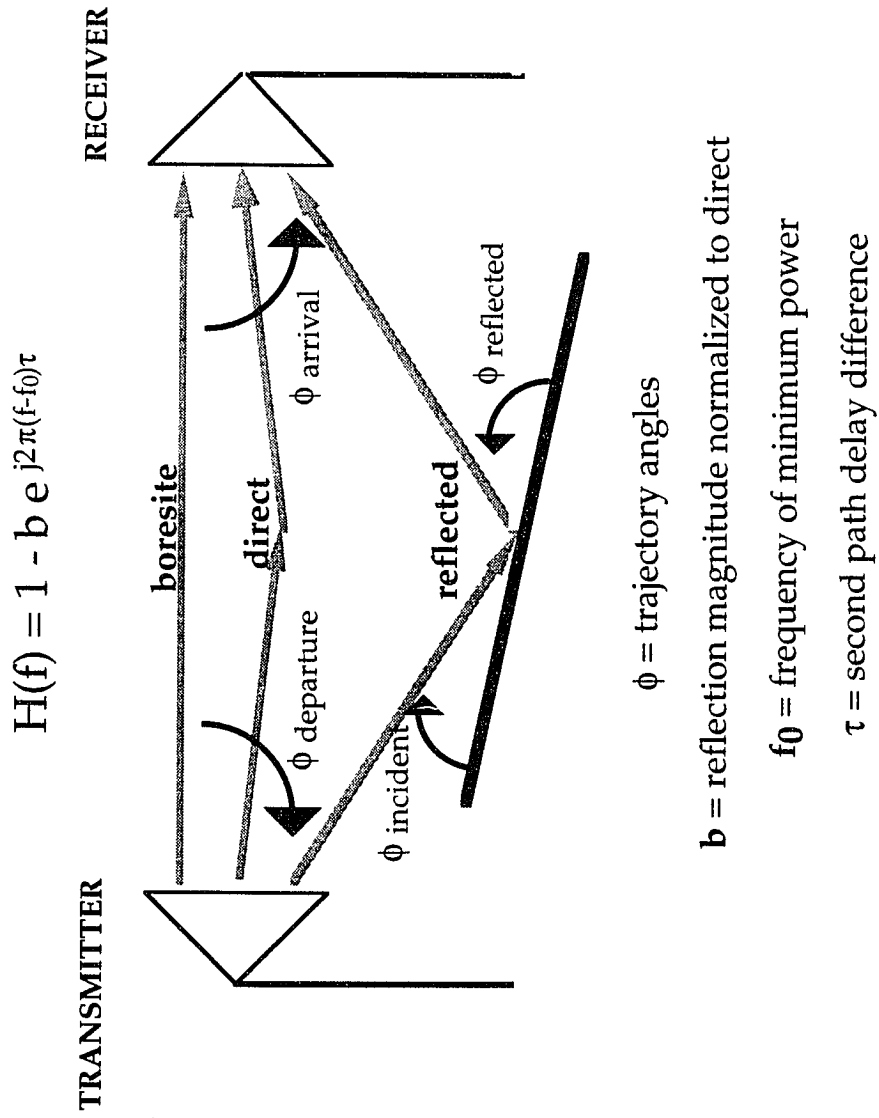 H(f) = 1 - b e j2π(f-f0)τ
TRANSMITTER
RECEIVER
boresite
direct
ϕ departure
ϕ arrival
reflected
ϕ incident
ϕ reflected
ϕ = trajectory angles
b = reflection magnitude normalized to direct
f0 = frequency of minimum power
τ = second path delay difference